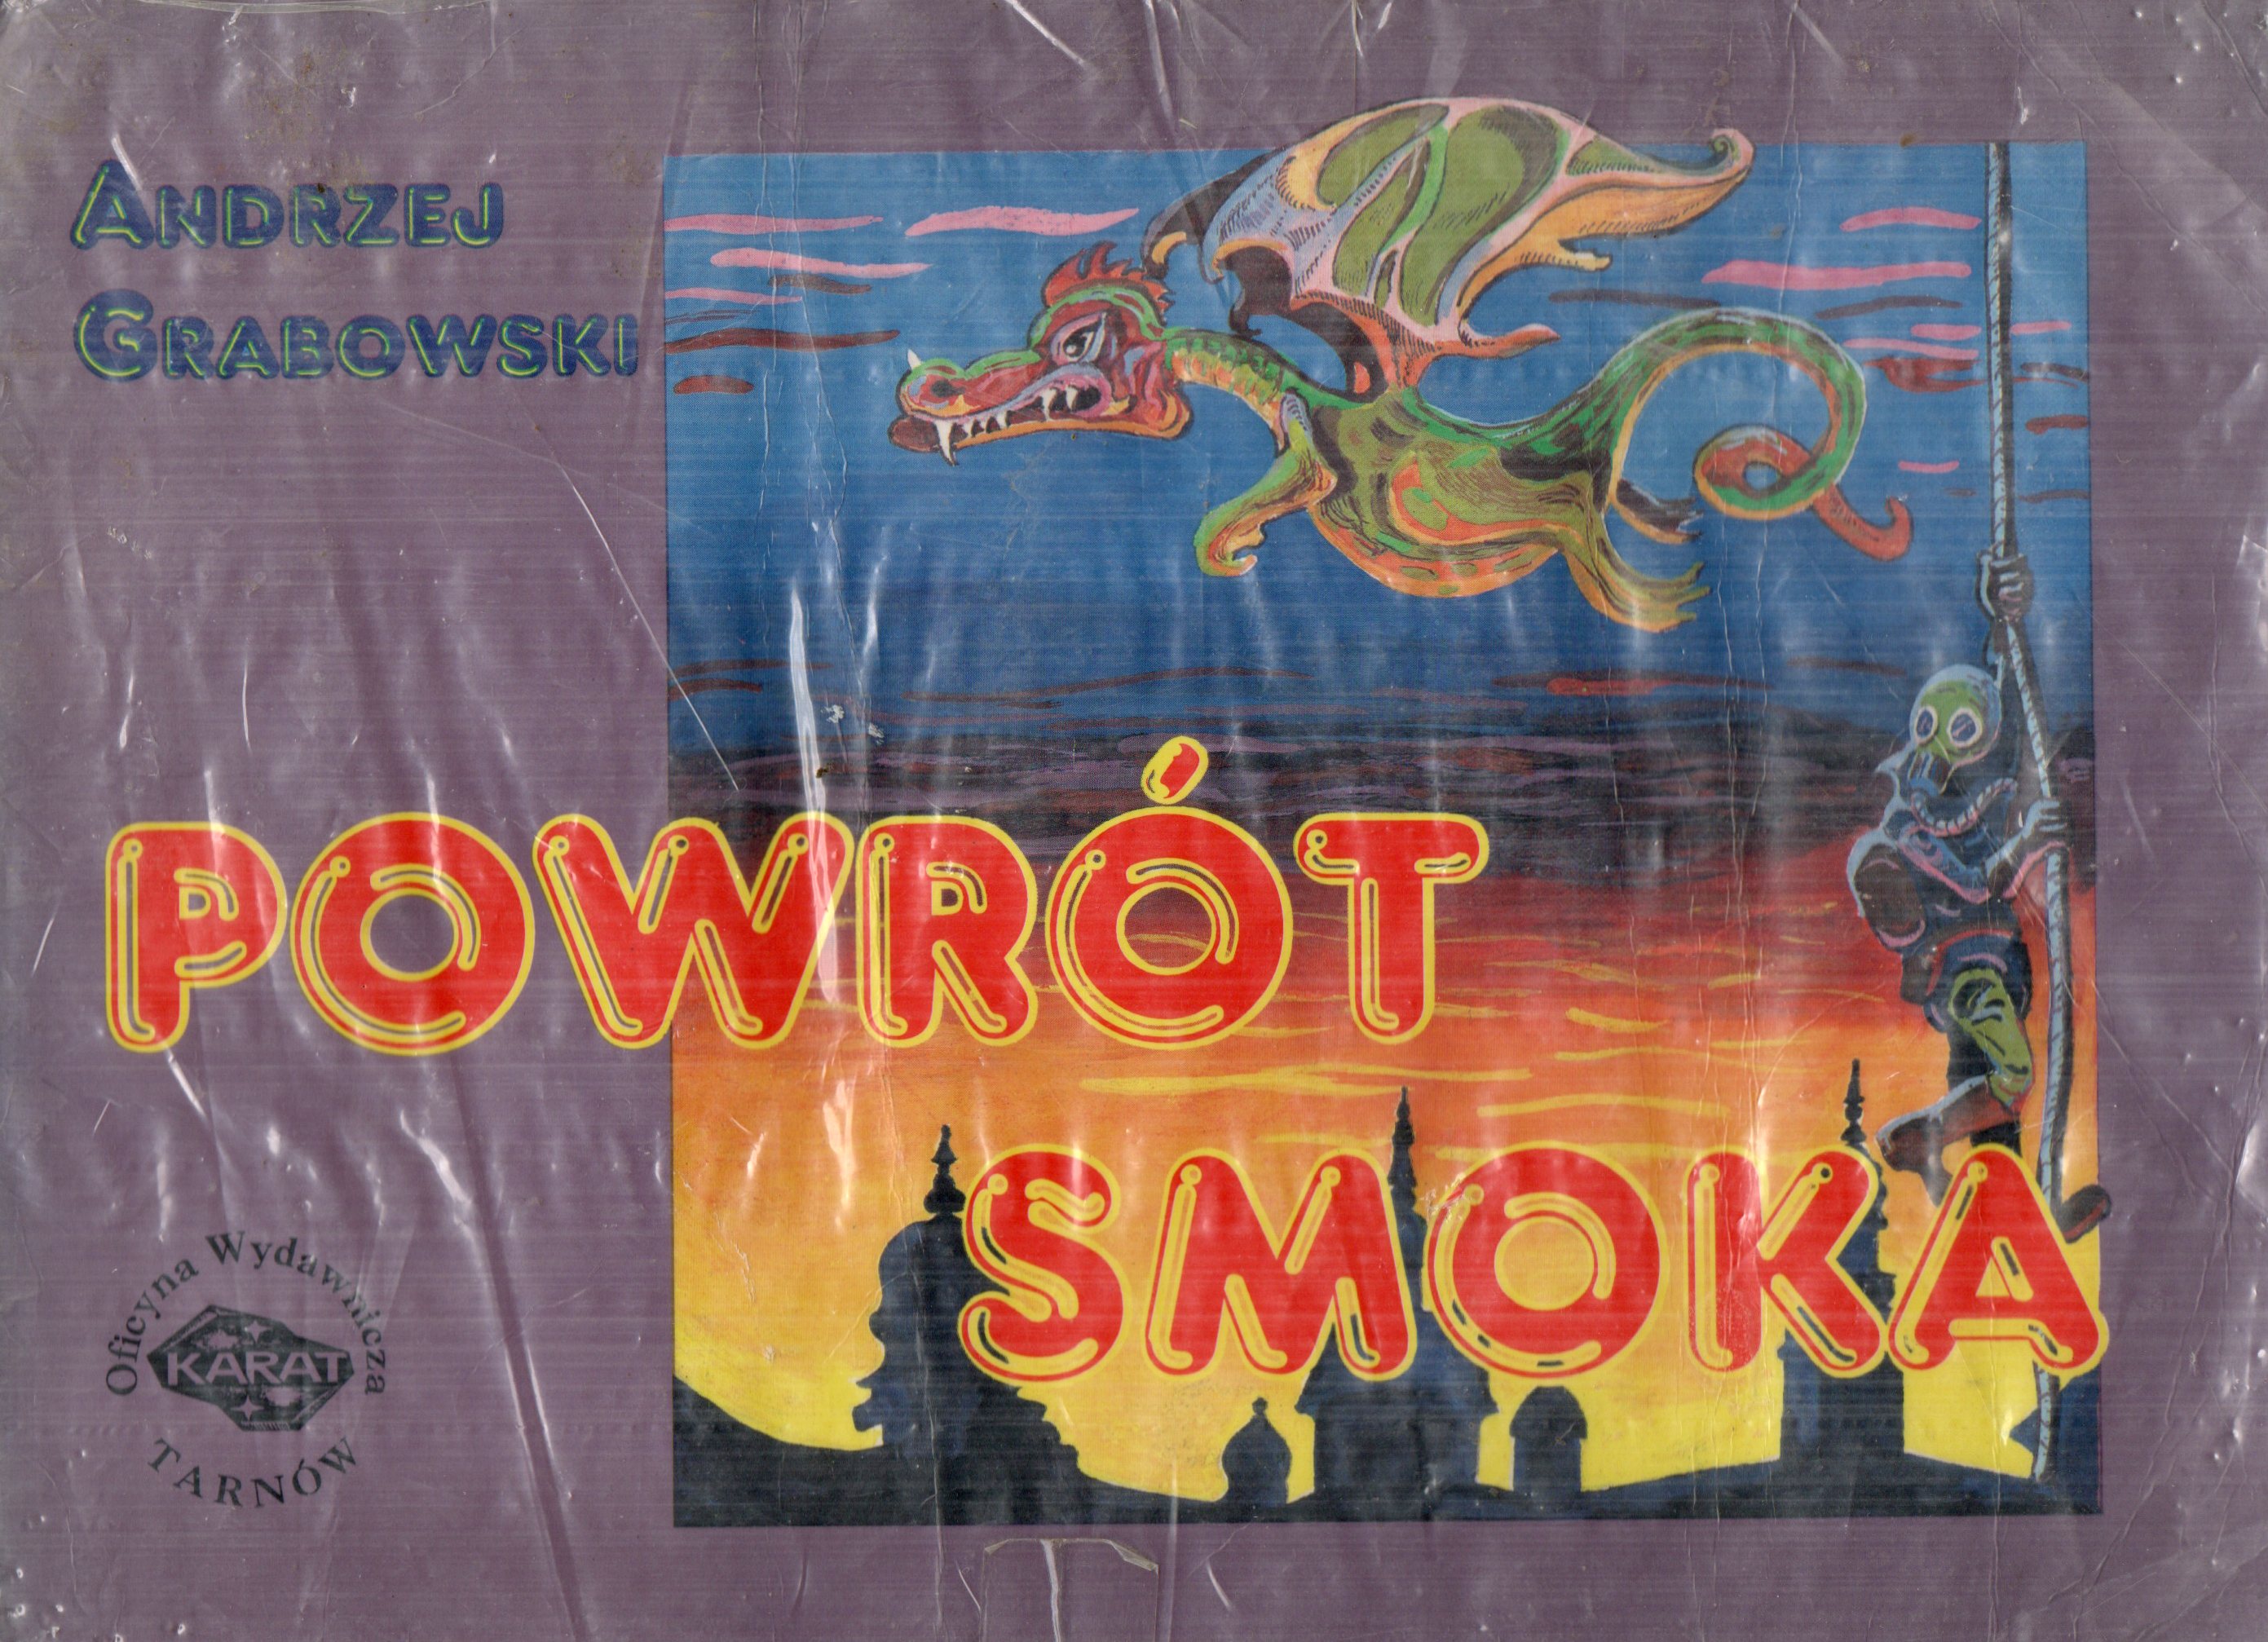 ANDRZEJ
GRABOWSKI
POWRÓT
SMOKA
Oficyna Wydawnicza
KARAT
TARNÓW